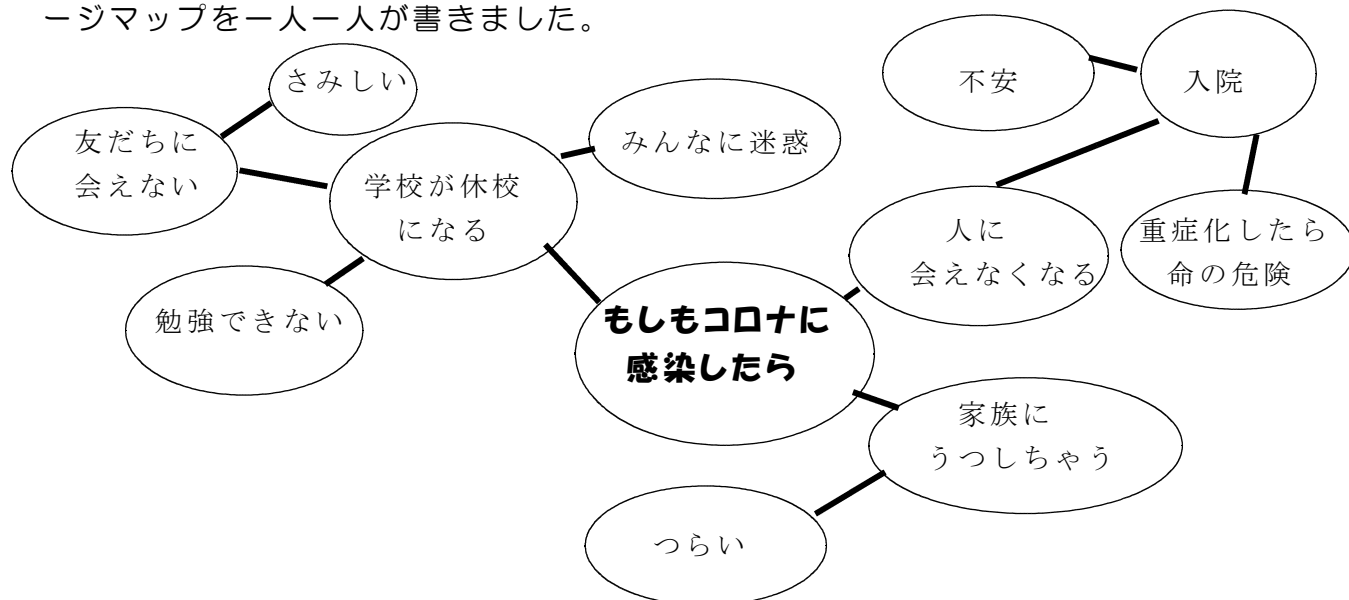 ージマップを一人一人が書きました。
さみしい
友だちに
会えない
学校が休校
になる
みんなに迷惑
勉強できない
もしもコロナに
感染したら
不安
入院
人に
会えなくなる
重症化したら
命の危険
家族に
うつしちゃう
つらい